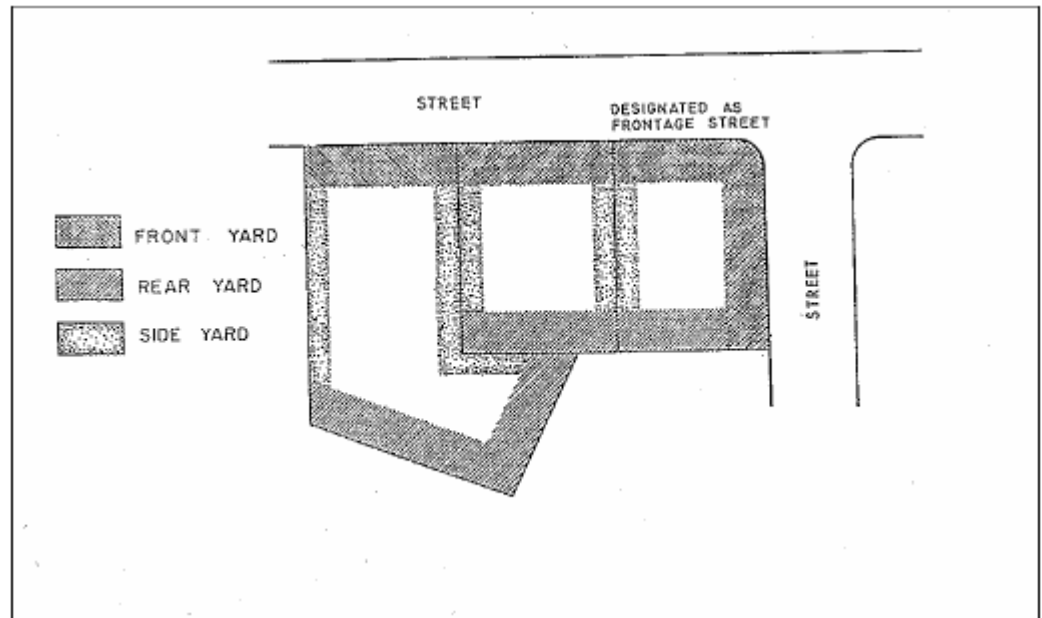 STREET
DESIGNATED AS
FRONTAGE STREET
FRONT YARD
REAR YARD
SIDE YARD
STREET